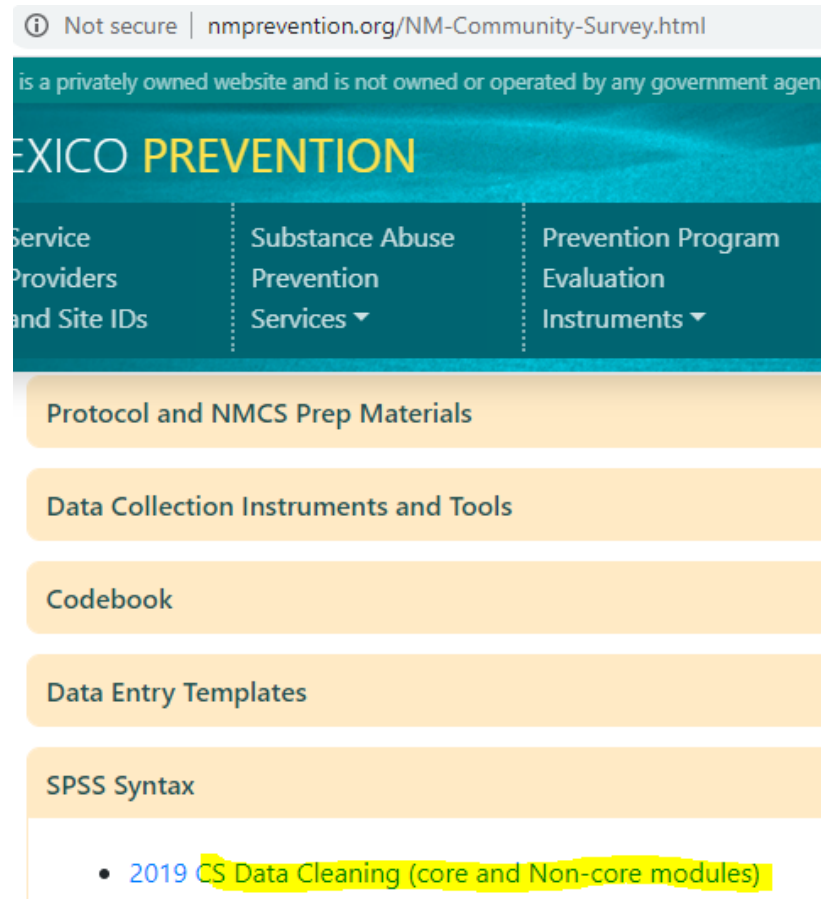 Not secure | nmprevention.org/NM-Community-Survey.html
is a privately owned website and is not owned or operated by any government agen
EXICO PREVENTION
Service
Providers
and Site IDs
Substance Abuse
Prevention
Services
Prevention Program
Evaluation
Instruments
Protocol and NMCS Prep Materials
Data Collection Instruments and Tools
Codebook
Data Entry Templates
SPSS Syntax
• 2019 CS Data Cleaning (core and Non-core modules)